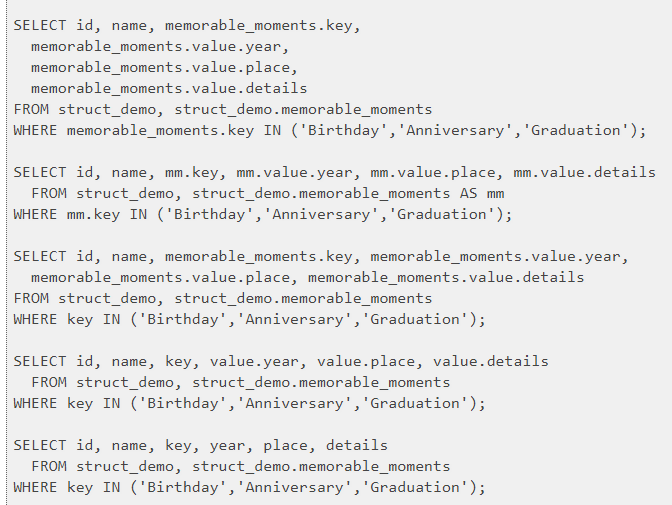 SELECT id, name, memorable_moments.key,
  memorable_moments.value.year,
  memorable_moments.value.place,
  memorable_moments.value.details
FROM struct_demo, struct_demo.memorable_moments
WHERE memorable_moments.key IN ('Birthday','Anniversary','Graduation');

SELECT id, name, mm.key, mm.value.year, mm.value.place, mm.value.details
  FROM struct_demo, struct_demo.memorable_moments AS mm
WHERE mm.key IN ('Birthday','Anniversary','Graduation');

SELECT id, name, memorable_moments.key, memorable_moments.value.year,
  memorable_moments.value.place, memorable_moments.value.details
FROM struct_demo, struct_demo.memorable_moments
WHERE key IN ('Birthday','Anniversary','Graduation');

SELECT id, name, key, value.year, value.place, value.details
  FROM struct_demo, struct_demo.memorable_moments
WHERE key IN ('Birthday','Anniversary','Graduation');

SELECT id, name, key, year, place, details
  FROM struct_demo, struct_demo.memorable_moments
WHERE key IN ('Birthday','Anniversary','Graduation');